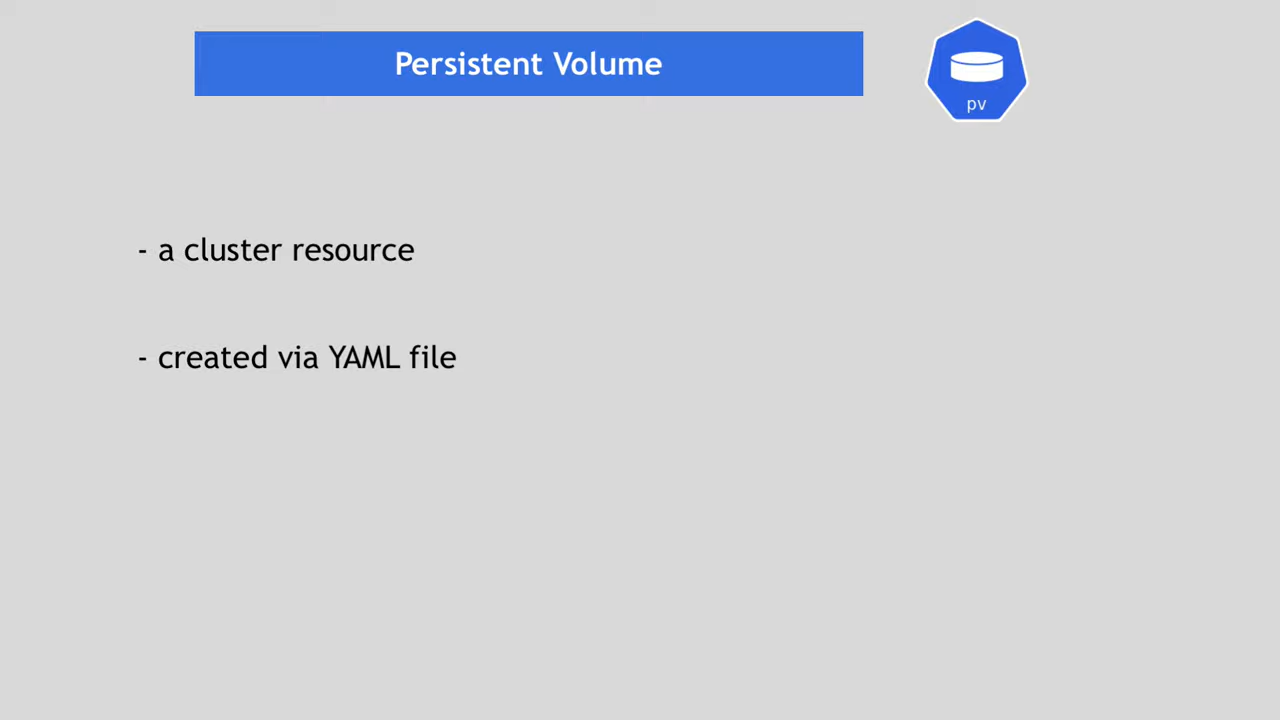 Persistent Volume
pv
- a cluster resource
- created via YAML file